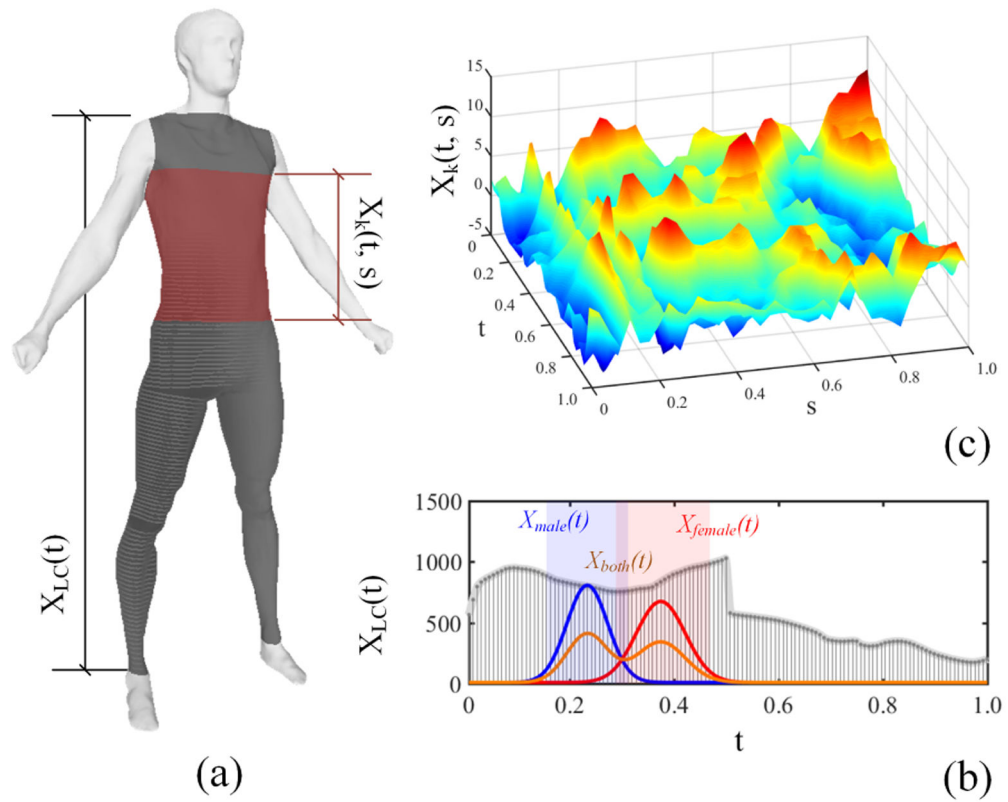 X_LC(t)
X_k(t, s)
(a)
X_k(t, s)
15
10
5
0
-5
0
0.2
0.4
0.6
0.8
1.0
t
0
0.2
0.4
0.6
0.8
1.0
s
(c)
X_LC(t)
1500
1000
500
0
X_male(t)
X_both(t)
X_female(t)
0
0.2
0.4
0.6
0.8
1.0
t
(b)